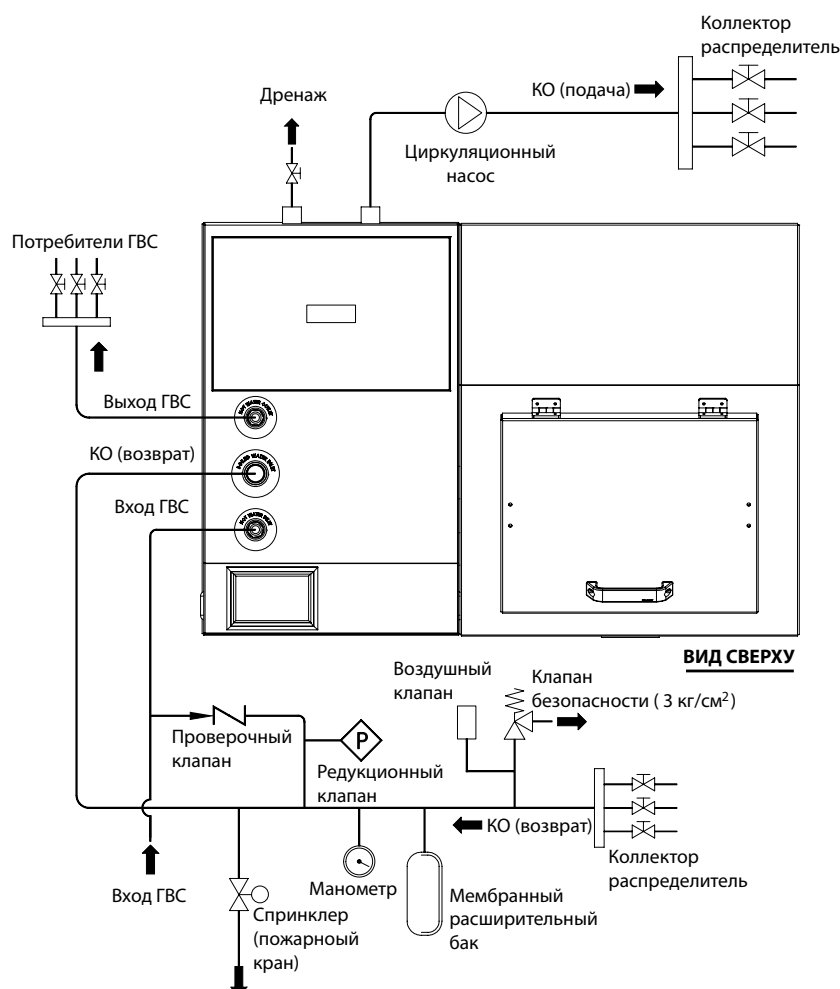 Коллектор
распределитель
КО (подача)
Дренаж
Циркуляционный
насос
Потребители ГВС
Выход ГВС
КО (возврат)
Вход ГВС
ВИД СВЕРХУ
Воздушный
клапан
Клапан
безопасности ( 3 кг/см²)
Проверочный
клапан
P
Редукционный
клапан
КО (возврат)
Коллектор
распределитель
Вход ГВС
Манометр
Мембранный
расширительный
бак
Спринклер
(пожарноый
кран)